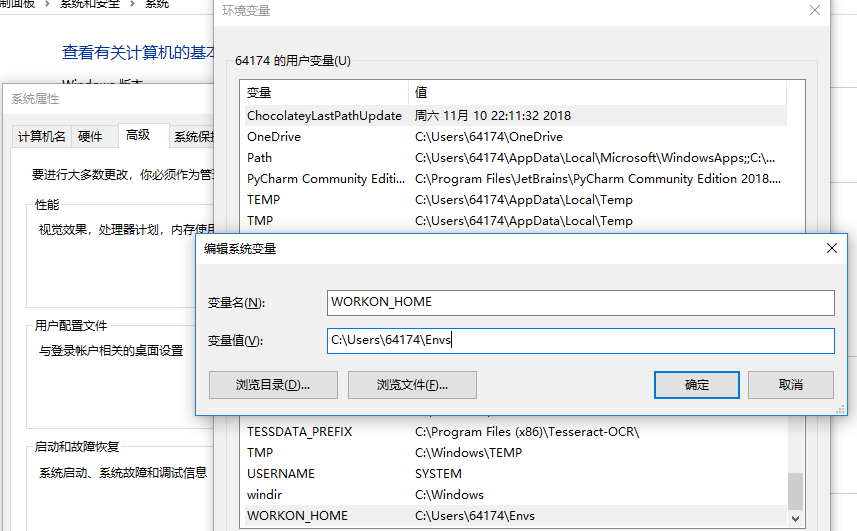 制面板 > 系统和安全 > 系统
查看有关计算机的基本
系统属性
计算机名 硬件 高级 系统保护
要进行大多数更改，你必须作为管
性能
视觉效果，处理器计划，内存使用
用户配置文件
与登录帐户相关的桌面设置
启动和故障恢复
系统启动、系统故障和调试信息
环境变量
64174 的用户变量(U)
变量 值
ChocolateyLastPathUpdate 周六 11月 10 22:11:32 2018
OneDrive C:\Users\64174\OneDrive
Path C:\Users\64174\AppData\Local\Microsoft\WindowsApps;;C:\...
PyCharm Community Editi... C:\Program Files\JetBrains\PyCharm Community Edition 2018....
TEMP C:\Users\64174\AppData\Local\Temp
TMP C:\Users\64174\AppData\Local\Temp
编辑系统变量
变量名(N): WORKON_HOME
变量值(V): C:\Users\64174\Envs
浏览目录(D)... 浏览文件(F)... 确定 取消
TESSDATA_PREFIX C:\Program Files (x86)\Tesseract-OCR\
TMP C:\Windows\TEMP
USERNAME SYSTEM
windir C:\Windows
WORKON_HOME C:\Users\64174\Envs